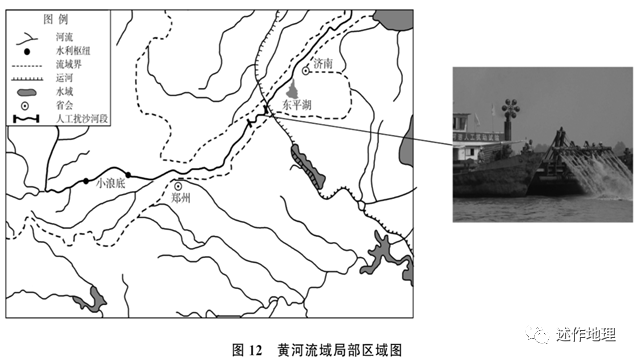 图 例
河流
水利枢纽
流域界
运河
水域
省会
人工扰沙河段
济南
东平湖
小浪底
郑州
图 12 黄河流域局部区域图
述作地理